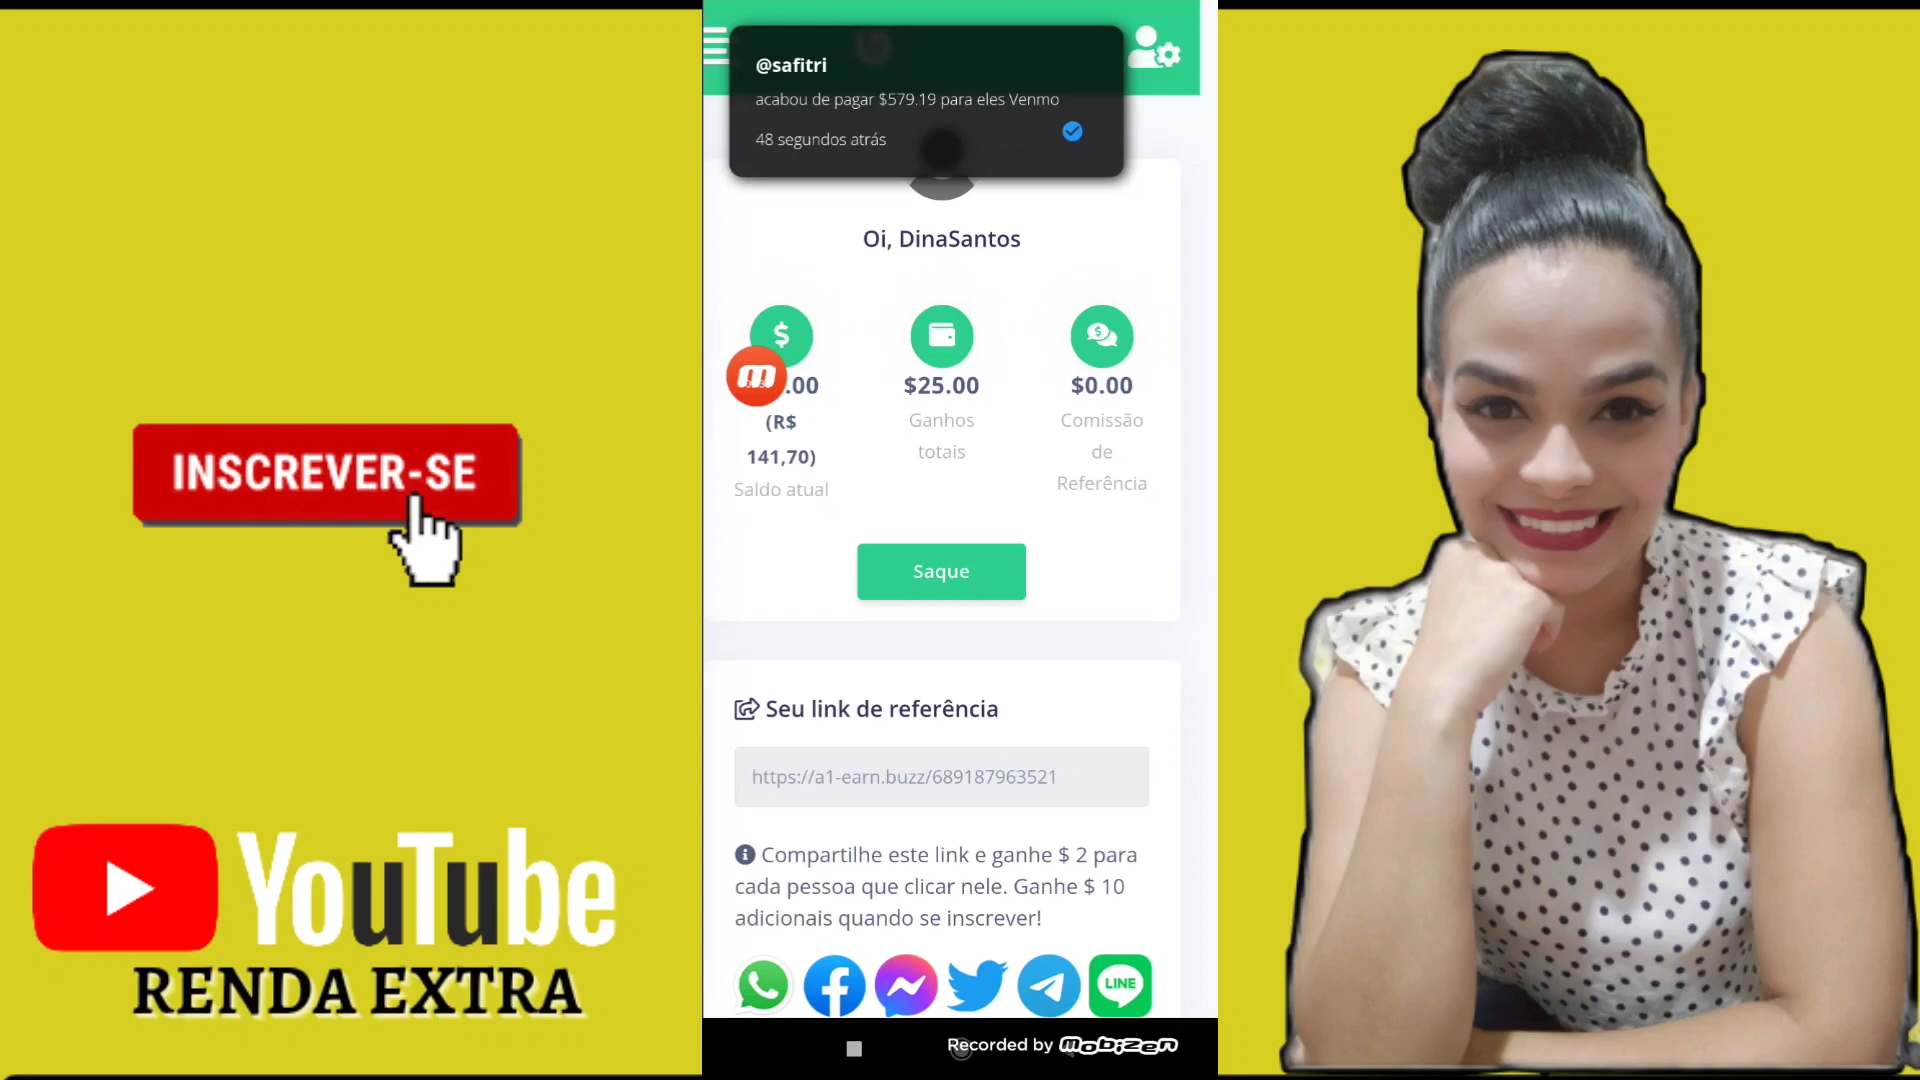 @safitri
acabou de pagar $579.19 para eles Venmo
48 segundos atrás
Oi, DinaSantos
.00
(R$
141,70)
Saldo atual
$25.00
Ganhos
totais
$0.00
Comissão
de
Referência
Saque
Seu link de referência
https://a1-earn.buzz/689187963521
Compartilhe este link e ganhe $ 2 para
cada pessoa que clicar nele. Ganhe $ 10
adicionais quando se inscrever!
LINE
Recorded by mobizen
INSCREVER-SE
YouTube
RENDA EXTRA